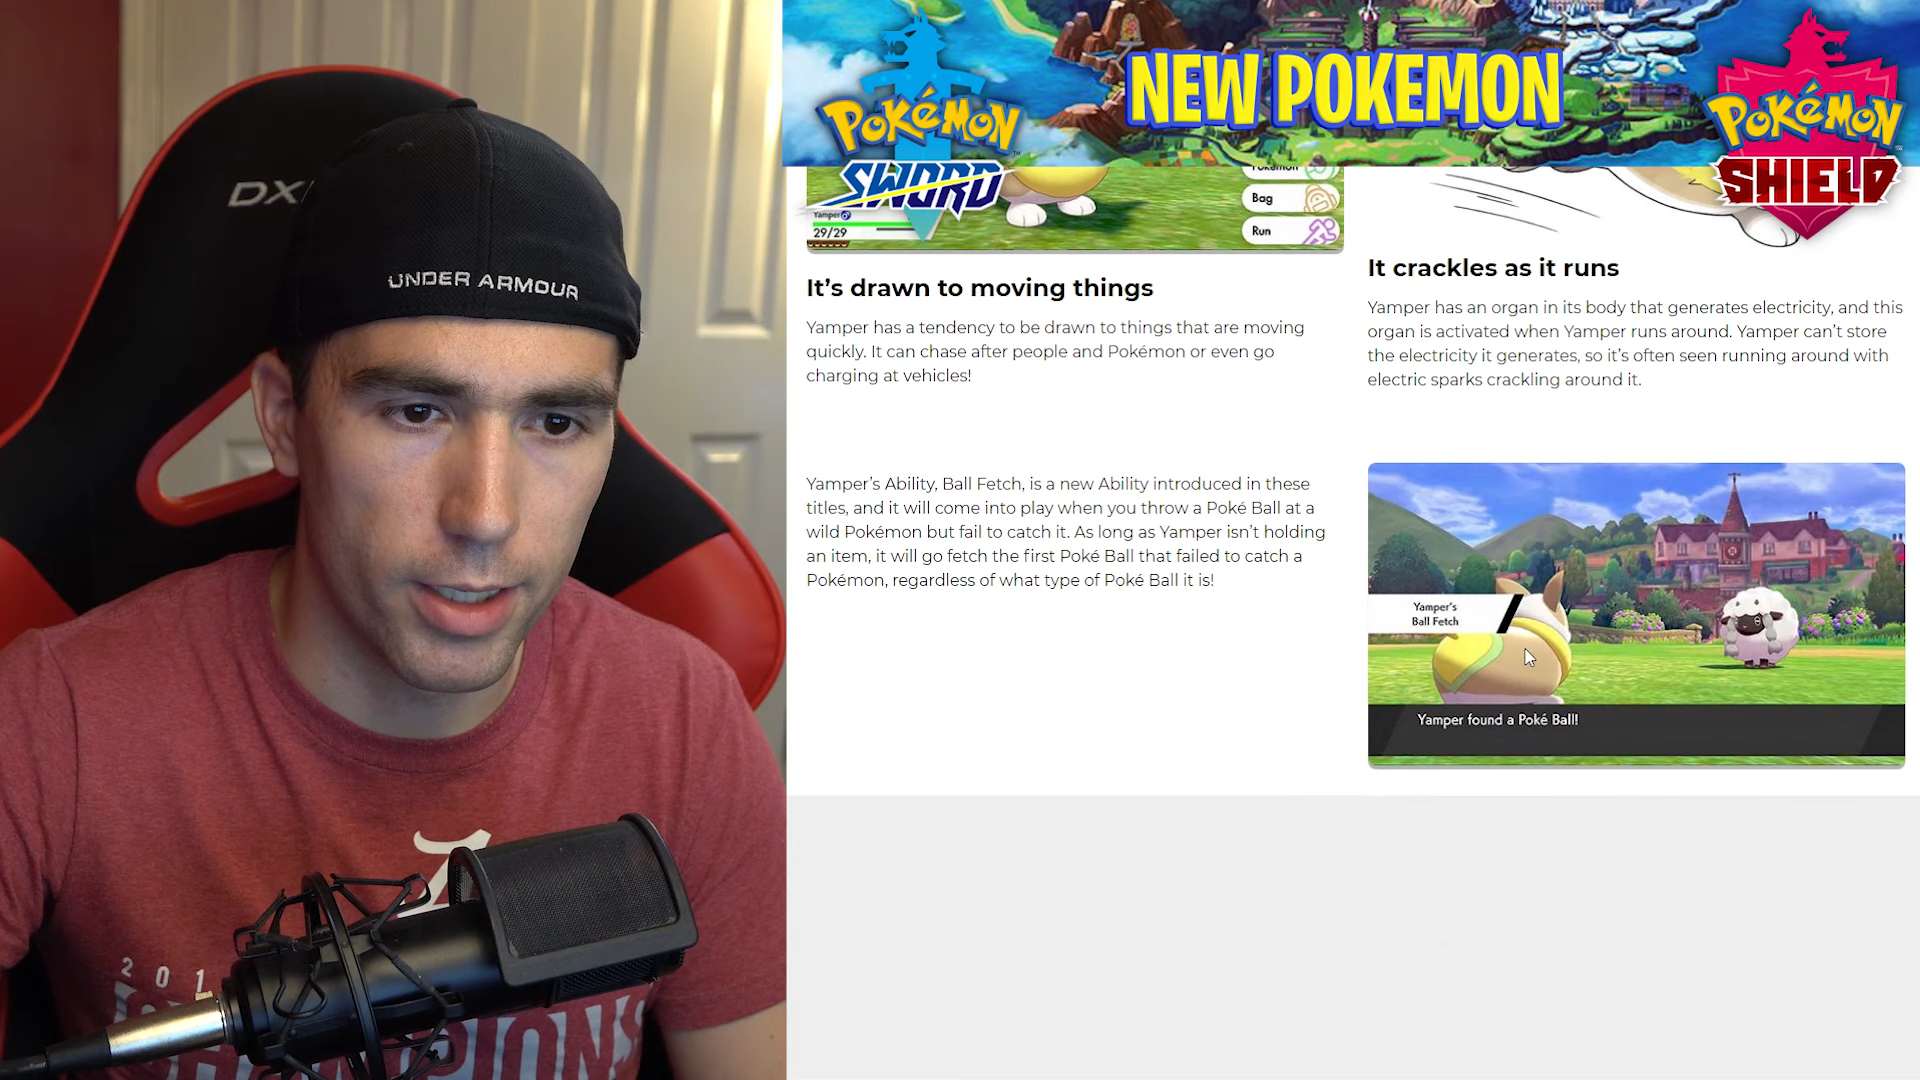 DX
UNDER ARMOUR
201
CHAMPIONS
POKéMON
SWORD
NEW POKEMON
POKéMON
SHIELD
Pokémon
Bag
Run
Yamper
29/29
It’s drawn to moving things
Yamper has a tendency to be drawn to things that are moving
quickly. It can chase after people and Pokémon or even go
charging at vehicles!
It crackles as it runs
Yamper has an organ in its body that generates electricity, and this
organ is activated when Yamper runs around. Yamper can’t store
the electricity it generates, so it’s often seen running around with
electric sparks crackling around it.
Yamper’s Ability, Ball Fetch, is a new Ability introduced in these
titles, and it will come into play when you throw a Poké Ball at a
wild Pokémon but fail to catch it. As long as Yamper isn’t holding
an item, it will go fetch the first Poké Ball that failed to catch a
Pokémon, regardless of what type of Poké Ball it is!
Yamper's
Ball Fetch
Yamper found a Poké Ball!